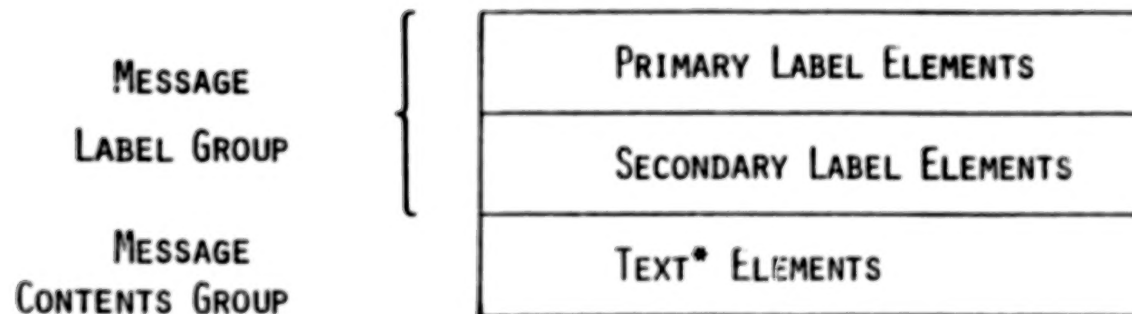 MESSAGE
LABEL GROUP
PRIMARY LABEL ELEMENTS
SECONDARY LABEL ELEMENTS
MESSAGE
CONTENTS GROUP
TEXT* ELEMENTS